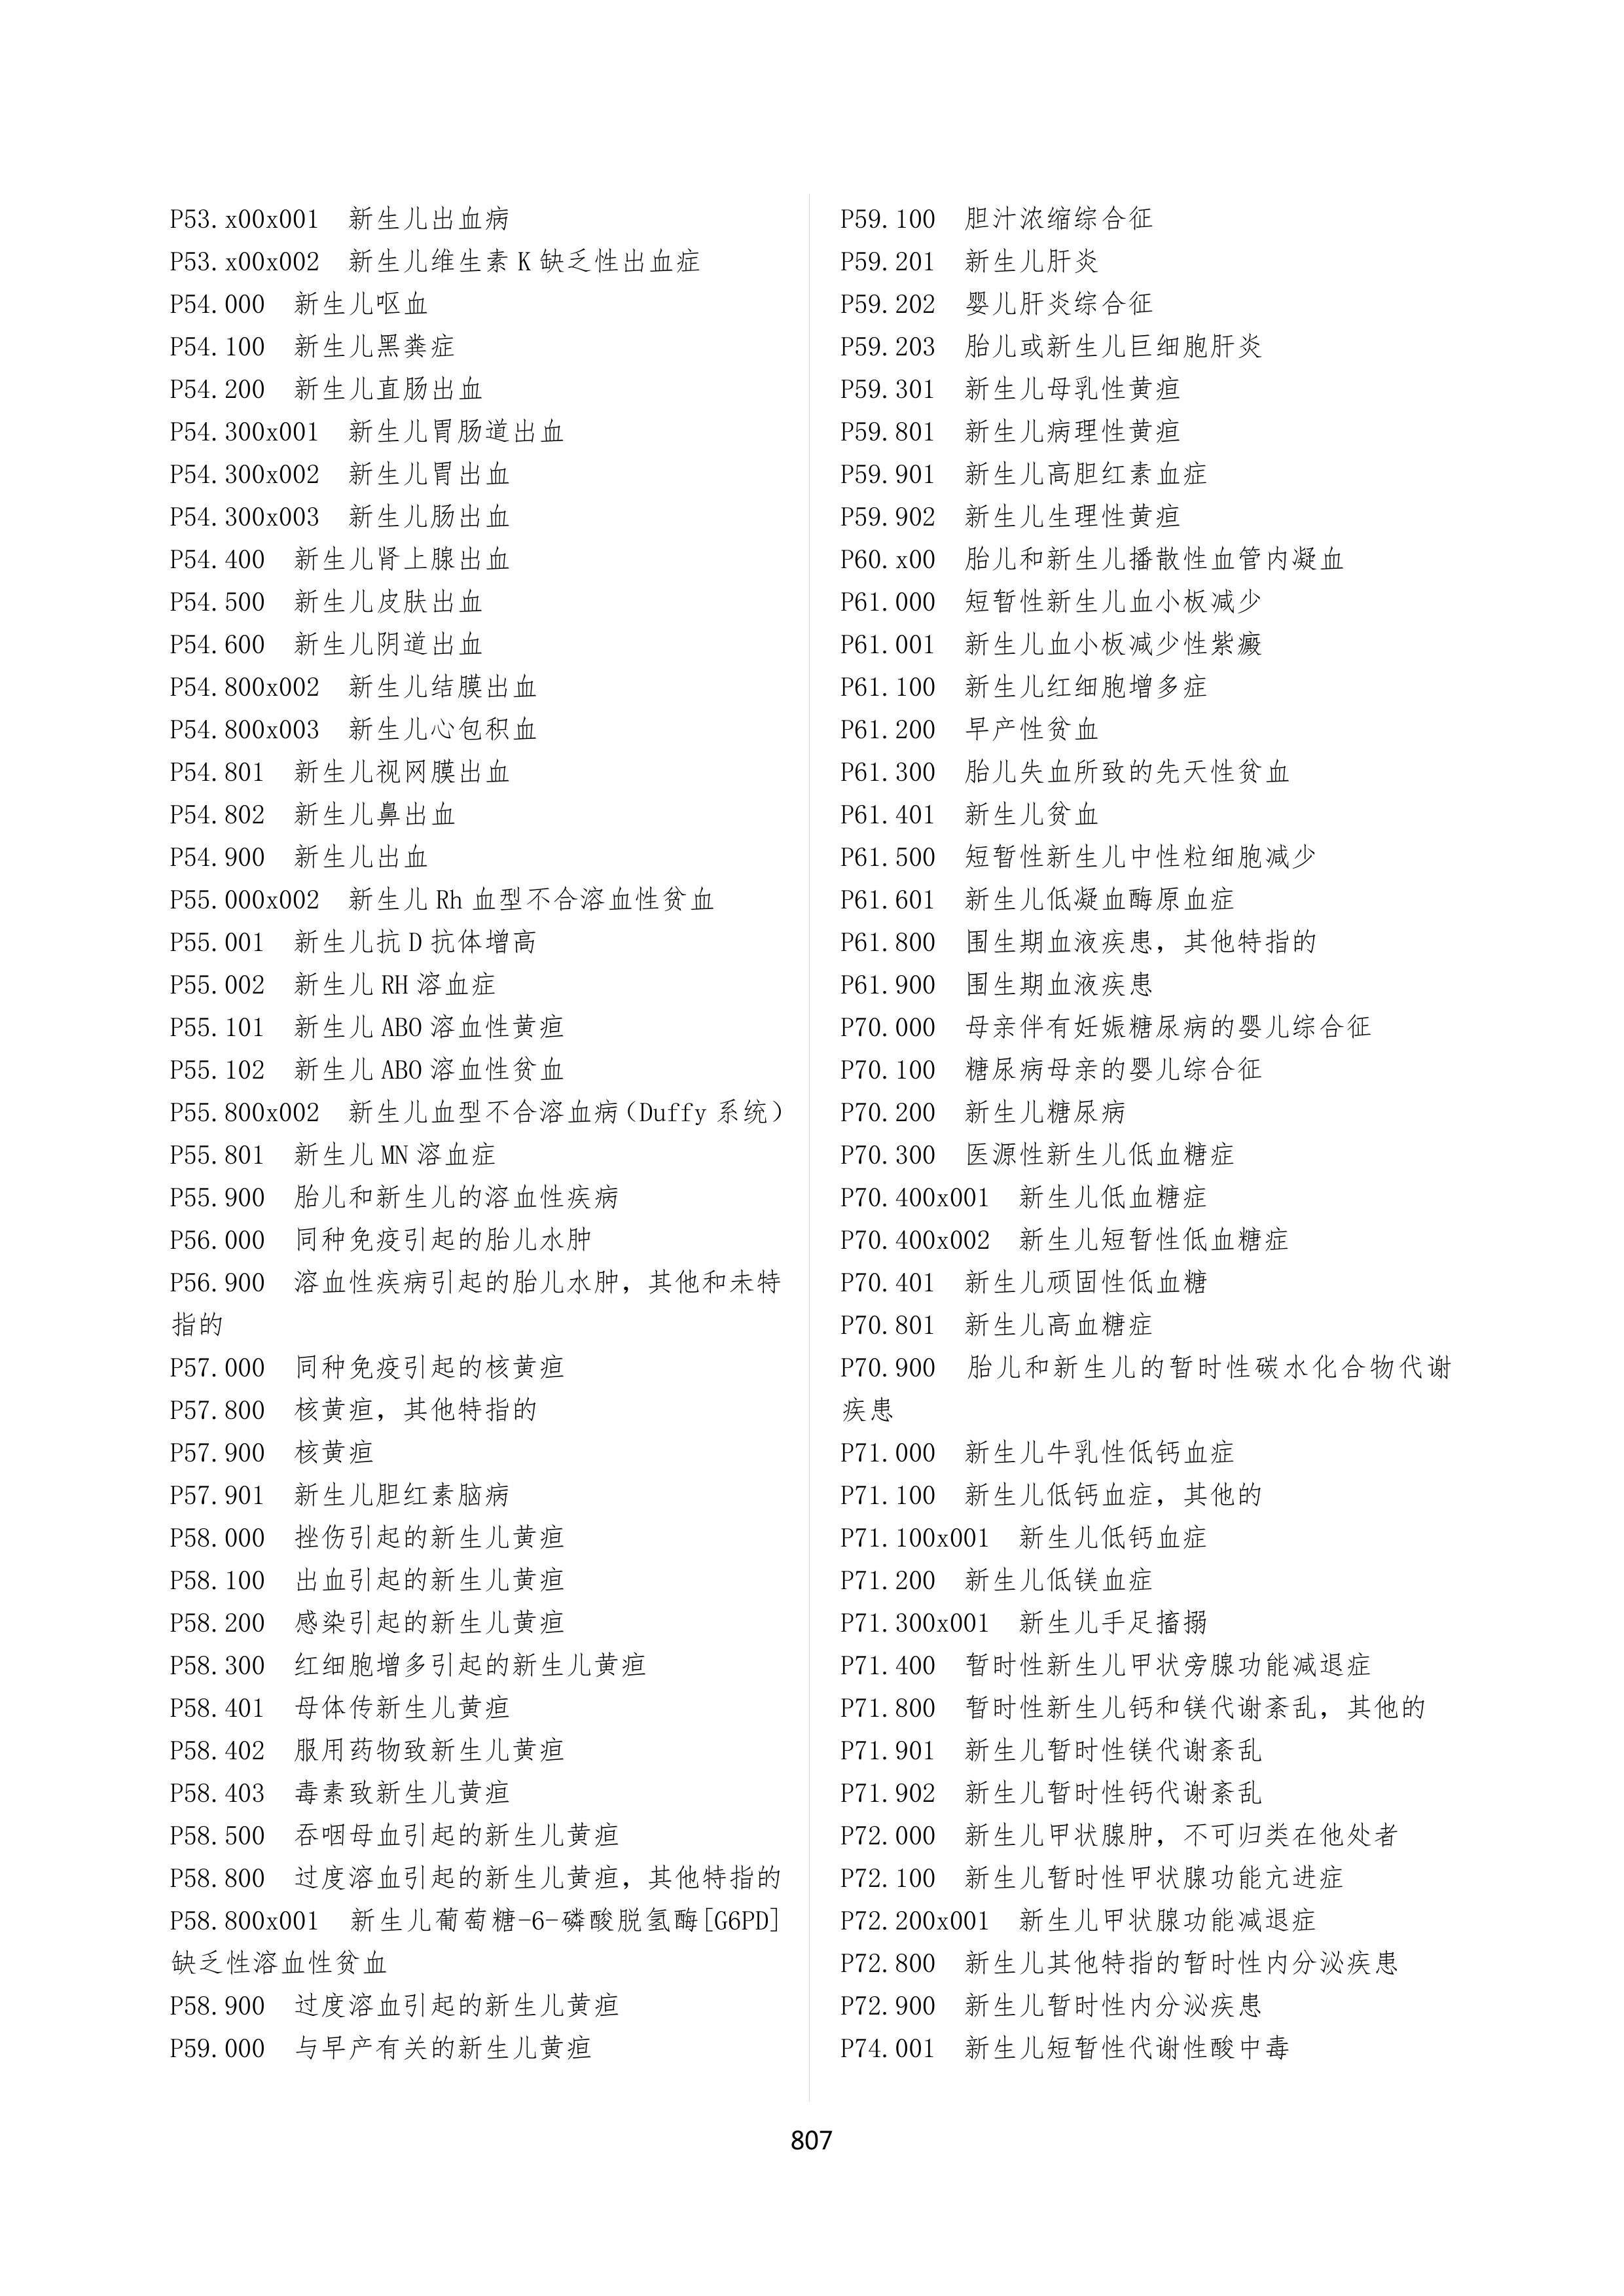 P53.x00x001 新生儿出血病
P53.x00x002 新生儿维生素 K 缺乏性出血症
P54.000 新生儿呕血
P54.100 新生儿黑粪症
P54.200 新生儿直肠出血
P54.300x001 新生儿胃肠道出血
P54.300x002 新生儿胃出血
P54.300x003 新生儿肠出血
P54.400 新生儿肾上腺出血
P54.500 新生儿皮肤出血
P54.600 新生儿阴道出血
P54.800x002 新生儿结膜出血
P54.800x003 新生儿心包积血
P54.801 新生儿视网膜出血
P54.802 新生儿鼻出血
P54.900 新生儿出血
P55.000x002 新生儿 Rh 血型不合溶血性贫血
P55.001 新生儿抗 D 抗体增高
P55.002 新生儿 RH 溶血症
P55.101 新生儿 ABO 溶血性黄疸
P55.102 新生儿 ABO 溶血性贫血
P55.800x002 新生儿血型不合溶血病（Duffy 系统）
P55.801 新生儿 MN 溶血症
P55.900 胎儿和新生儿的溶血性疾病
P56.000 同种免疫引起的胎儿水肿
P56.900 溶血性疾病引起的胎儿水肿，其他和未特
指的
P57.000 同种免疫引起的核黄疸
P57.800 核黄疸，其他特指的
P57.900 核黄疸
P57.901 新生儿胆红素脑病
P58.000 挫伤引起的新生儿黄疸
P58.100 出血引起的新生儿黄疸
P58.200 感染引起的新生儿黄疸
P58.300 红细胞增多引起的新生儿黄疸
P58.401 母体传新生儿黄疸
P58.402 服用药物致新生儿黄疸
P58.403 毒素致新生儿黄疸
P58.500 吞咽母血引起的新生儿黄疸
P58.800 过度溶血引起的新生儿黄疸，其他特指的
P58.800x001 新生儿葡萄糖-6-磷酸脱氢酶[G6PD]
缺乏性溶血性贫血
P58.900 过度溶血引起的新生儿黄疸
P59.000 与早产有关的新生儿黄疸
P59.100 胆汁浓缩综合征
P59.201 新生儿肝炎
P59.202 婴儿肝炎综合征
P59.203 胎儿或新生儿巨细胞肝炎
P59.301 新生儿母乳性黄疸
P59.801 新生儿病理性黄疸
P59.901 新生儿高胆红素血症
P59.902 新生儿生理性黄疸
P60.x00 胎儿和新生儿播散性血管内凝血
P61.000 短暂性新生儿血小板减少
P61.001 新生儿血小板减少性紫癜
P61.100 新生儿红细胞增多症
P61.200 早产性贫血
P61.300 胎儿失血所致的先天性贫血
P61.401 新生儿贫血
P61.500 短暂性新生儿中性粒细胞减少
P61.601 新生儿低凝血酶原血症
P61.800 围生期血液疾患，其他特指的
P61.900 围生期血液疾患
P70.000 母亲伴有妊娠糖尿病的婴儿综合征
P70.100 糖尿病母亲的婴儿综合征
P70.200 新生儿糖尿病
P70.300 医源性新生儿低血糖症
P70.400x001 新生儿低血糖症
P70.400x002 新生儿短暂性低血糖症
P70.401 新生儿顽固性低血糖
P70.801 新生儿高血糖症
P70.900 胎儿和新生儿的暂时性碳水化合物代谢
疾患
P71.000 新生儿牛乳性低钙血症
P71.100 新生儿低钙血症，其他的
P71.100x001 新生儿低钙血症
P71.200 新生儿低镁血症
P71.300x001 新生儿手足搐搦
P71.400 暂时性新生儿甲状旁腺功能减退症
P71.800 暂时性新生儿钙和镁代谢紊乱，其他的
P71.901 新生儿暂时性镁代谢紊乱
P71.902 新生儿暂时性钙代谢紊乱
P72.000 新生儿甲状腺肿，不可归类在他处者
P72.100 新生儿暂时性甲状腺功能亢进症
P72.200x001 新生儿甲状腺功能减退症
P72.800 新生儿其他特指的暂时性内分泌疾患
P72.900 新生儿暂时性内分泌疾患
P74.001 新生儿短暂性代谢性酸中毒
807